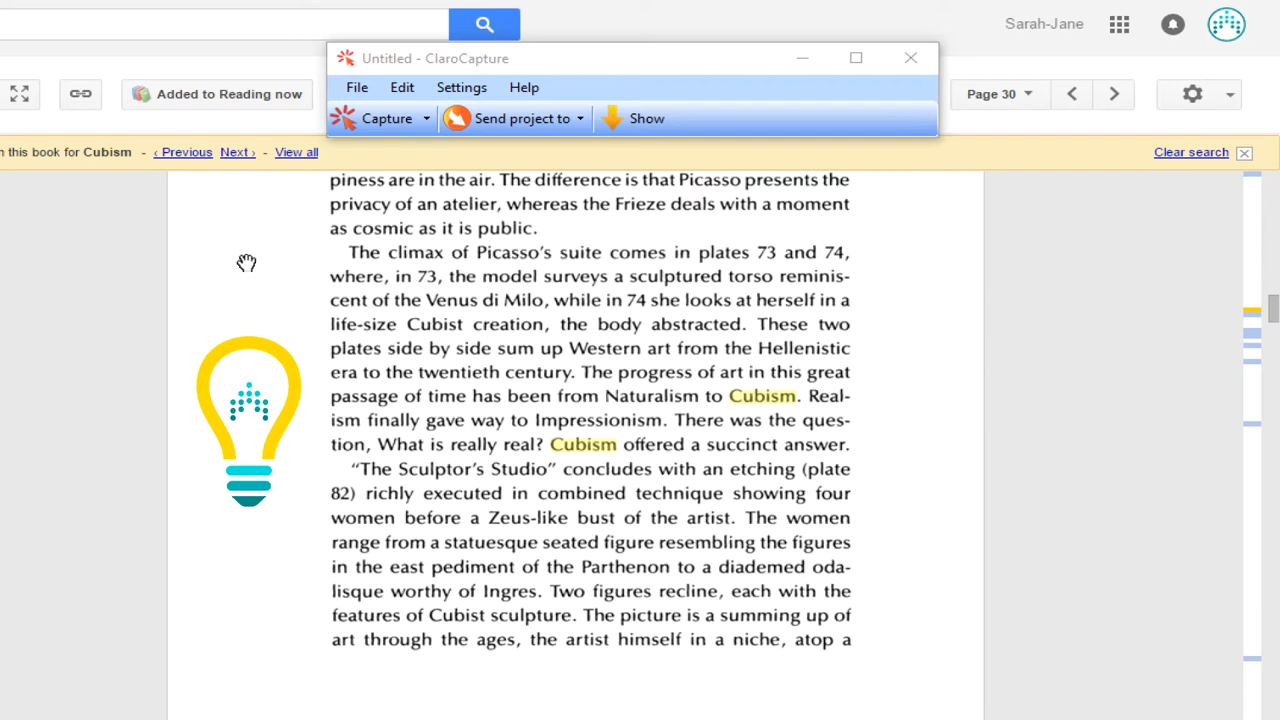 Sarah-Jane
Untitled - ClaroCapture
File Edit Settings Help
Added to Reading now
Page 30
Capture Send project to Show
n this book for Cubism - ‹ Previous Next › - View all
Clear search
piness are in the air. The difference is that Picasso presents the
privacy of an atelier, whereas the Frieze deals with a moment
as cosmic as it is public.
The climax of Picasso's suite comes in plates 73 and 74,
where, in 73, the model surveys a sculptured torso reminis-
cent of the Venus di Milo, while in 74 she looks at herself in a
life-size Cubist creation, the body abstracted. These two
plates side by side sum up Western art from the Hellenistic
era to the twentieth century. The progress of art in this great
passage of time has been from Naturalism to Cubism. Real-
ism finally gave way to Impressionism. There was the ques-
tion, What is really real? Cubism offered a succinct answer.
“The Sculptor's Studio” concludes with an etching (plate
82) richly executed in combined technique showing four
women before a Zeus-like bust of the artist. The women
range from a statuesque seated figure resembling the figures
in the east pediment of the Parthenon to a diademed oda-
lisque worthy of Ingres. Two figures recline, each with the
features of Cubist sculpture. The picture is a summing up of
art through the ages, the artist himself in a niche, atop a